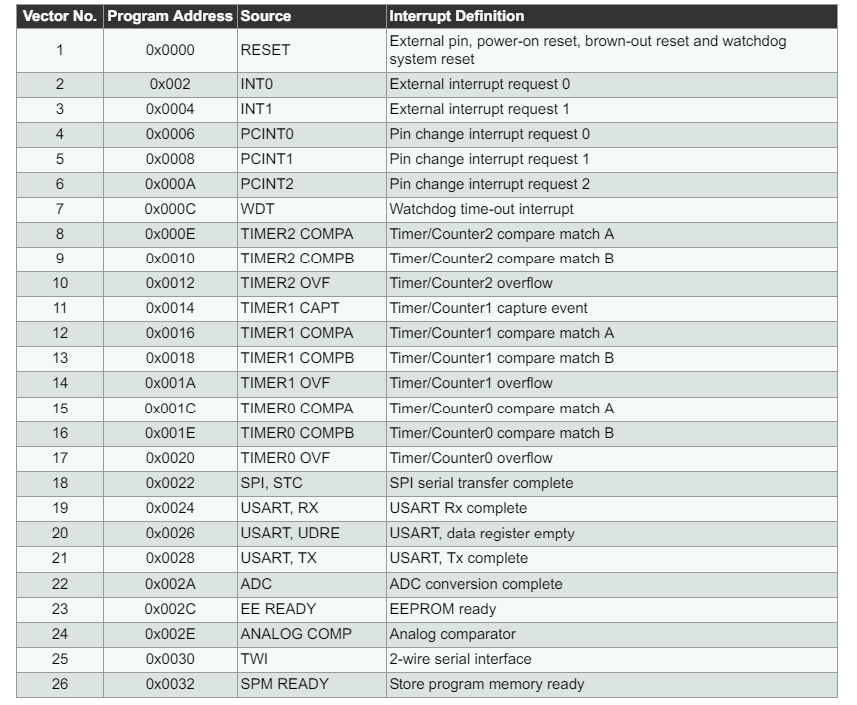 Vector No. Program Address Source Interrupt Definition
1 0x0000 RESET External pin, power-on reset, brown-out reset and watchdog
system reset
2 0x002 INT0 External interrupt request 0
3 0x0004 INT1 External interrupt request 1
4 0x0006 PCINT0 Pin change interrupt request 0
5 0x0008 PCINT1 Pin change interrupt request 1
6 0x000A PCINT2 Pin change interrupt request 2
7 0x000C WDT Watchdog time-out interrupt
8 0x000E TIMER2 COMPA Timer/Counter2 compare match A
9 0x0010 TIMER2 COMPB Timer/Counter2 compare match B
10 0x0012 TIMER2 OVF Timer/Counter2 overflow
11 0x0014 TIMER1 CAPT Timer/Counter1 capture event
12 0x0016 TIMER1 COMPA Timer/Counter1 compare match A
13 0x0018 TIMER1 COMPB Timer/Counter1 compare match B
14 0x001A TIMER1 OVF Timer/Counter1 overflow
15 0x001C TIMER0 COMPA Timer/Counter0 compare match A
16 0x001E TIMER0 COMPB Timer/Counter0 compare match B
17 0x0020 TIMER0 OVF Timer/Counter0 overflow
18 0x0022 SPI, STC SPI serial transfer complete
19 0x0024 USART, RX USART Rx complete
20 0x0026 USART, UDRE USART, data register empty
21 0x0028 USART, TX USART, Tx complete
22 0x002A ADC ADC conversion complete
23 0x002C EE READY EEPROM ready
24 0x002E ANALOG COMP Analog comparator
25 0x0030 TWI 2-wire serial interface
26 0x0032 SPM READY Store program memory ready